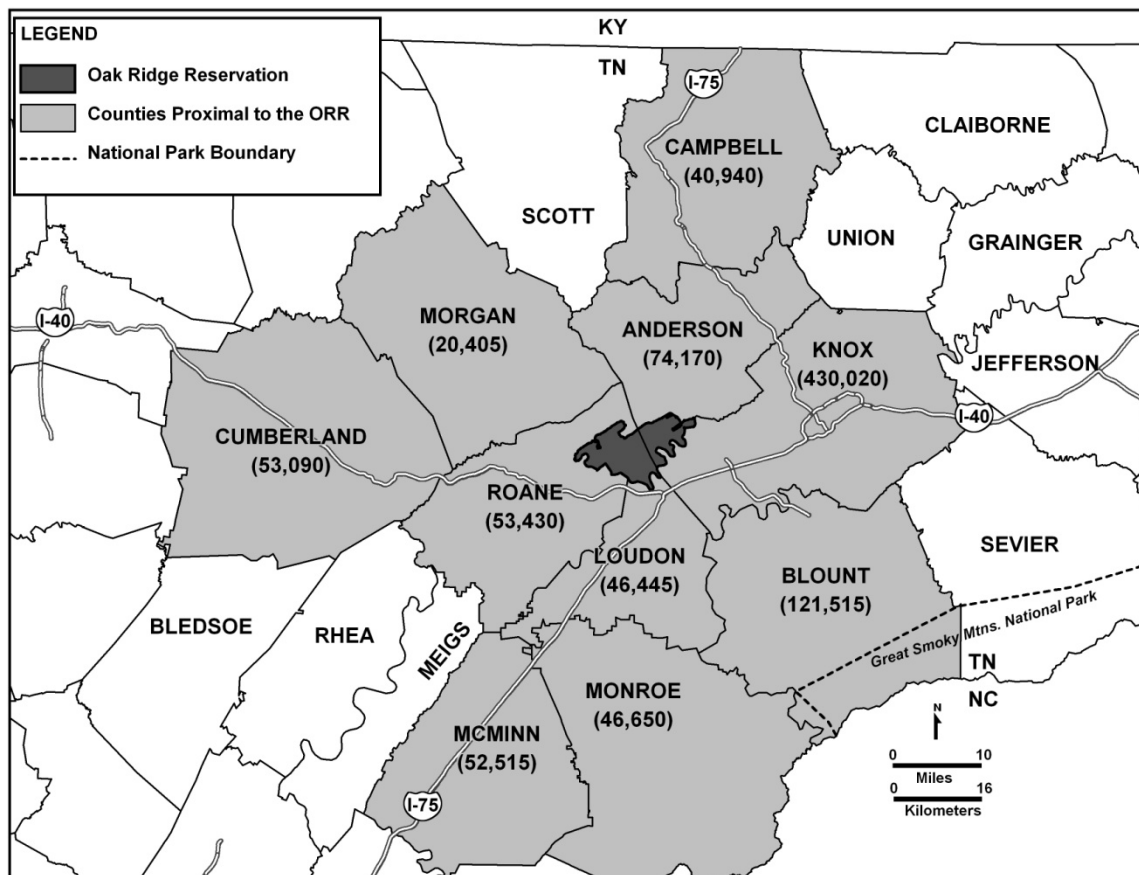 LEGEND
Oak Ridge Reservation
Counties Proximal to the ORR
National Park Boundary
KY
TN
I-75
CAMPBELL
(40,940)
CLAIBORNE
SCOTT
UNION
GRAINGER
I-40
MORGAN
(20,405)
ANDERSON
(74,170)
KNOX
(430,020)
JEFFERSON
I-40
CUMBERLAND
(53,090)
ROANE
(53,430)
LOUDON
(46,445)
BLOUNT
(121,515)
SEVIER
BLEDSOE
RHEA
MEIGS
Great Smoky Mtns. National Park
TN
NC
MONROE
(46,650)
MCMINN
(52,515)
I-75
N
0 10
Miles
0 16
Kilometers